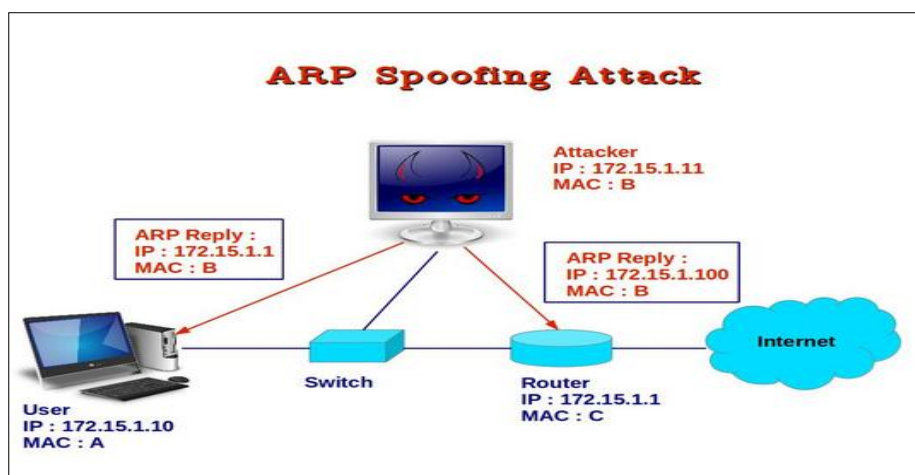 ARP Spoofing Attack
Attacker
IP : 172.15.1.11
MAC : B
ARP Reply :
IP : 172.15.1.1
MAC : B
ARP Reply :
IP : 172.15.1.100
MAC : B
Internet
Switch
Router
IP : 172.15.1.1
MAC : C
User
IP : 172.15.1.10
MAC : A